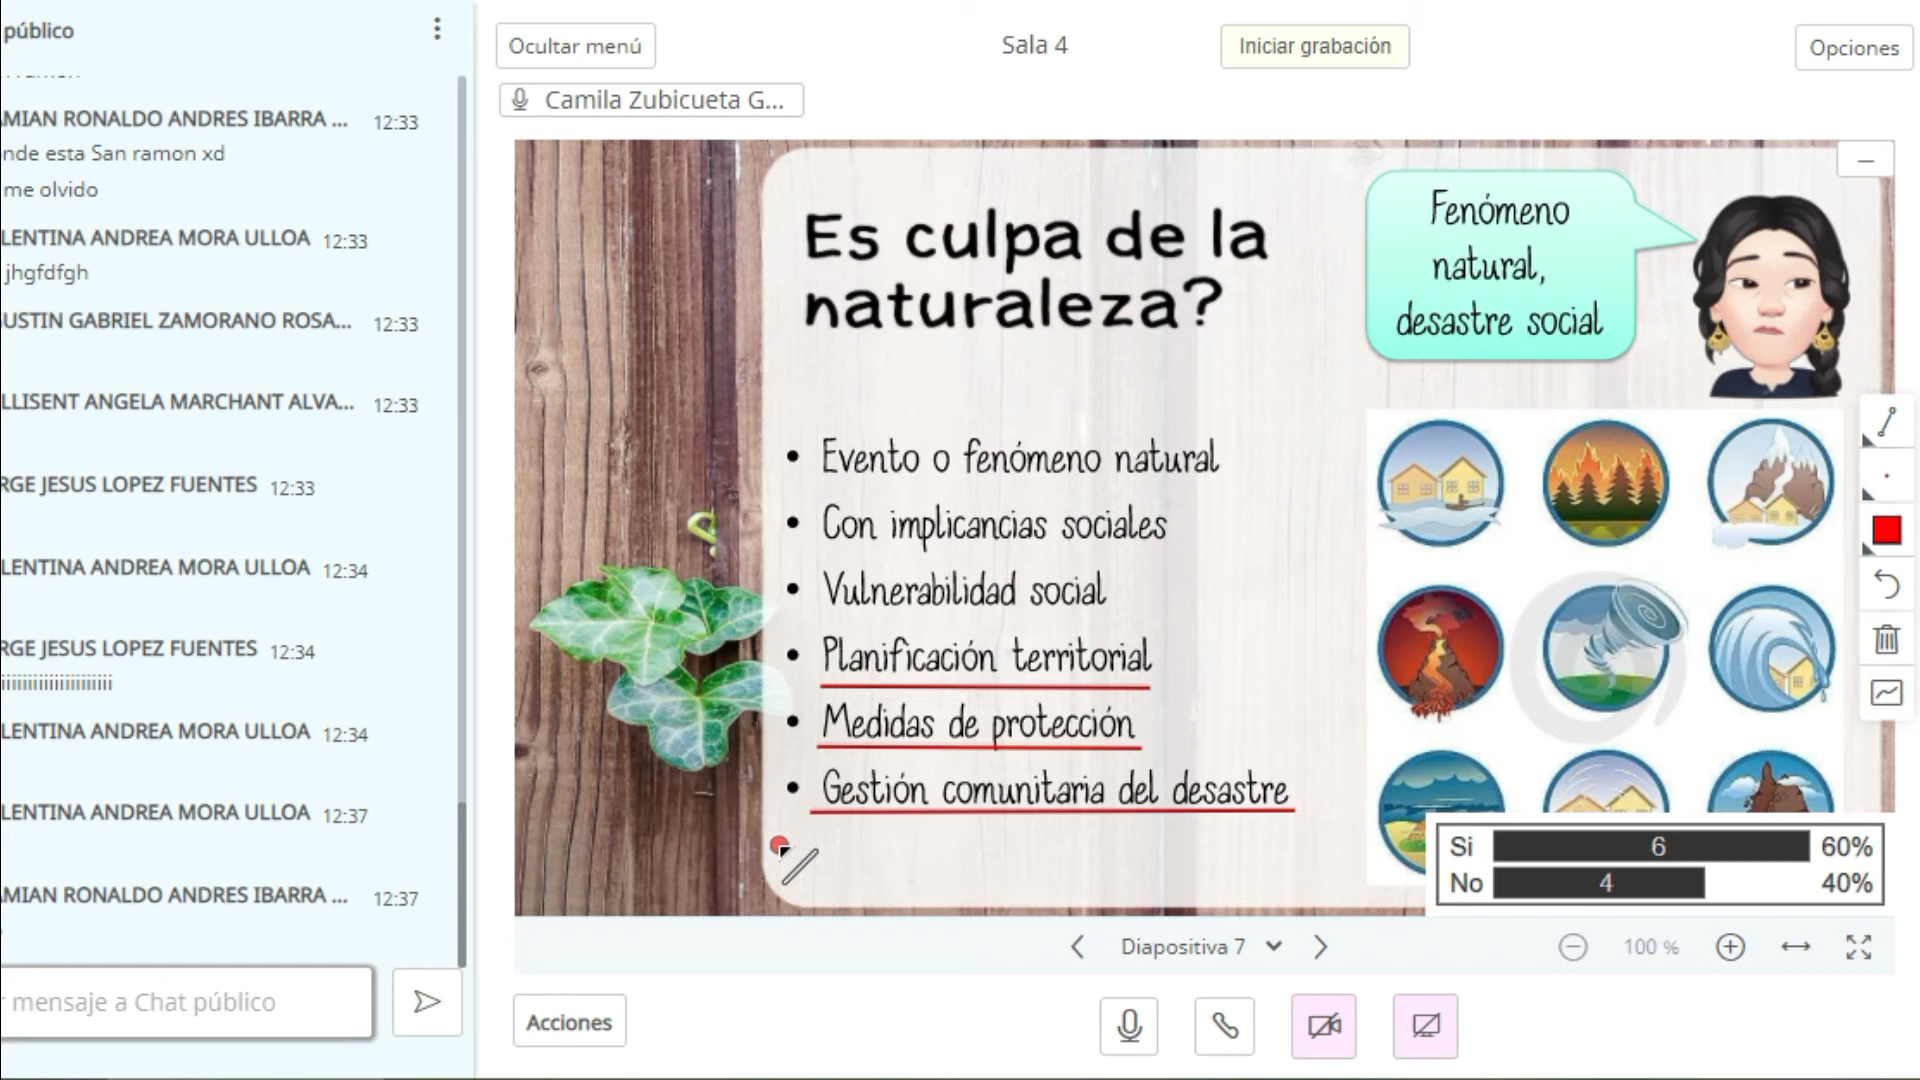 público
AMIAN RONALDO ANDRES IBARRA ... 12:33
nde esta San ramon xd
me olvido
LENTINA ANDREA MORA ULLOA 12:33
jhgfdfgh
GUSTIN GABRIEL ZAMORANO ROSA... 12:33
LLISENT ANGELA MARCHANT ALVA... 12:33
RGE JESUS LOPEZ FUENTES 12:33
LENTINA ANDREA MORA ULLOA 12:34
RGE JESUS LOPEZ FUENTES 12:34
LENTINA ANDREA MORA ULLOA 12:34
LENTINA ANDREA MORA ULLOA 12:37
AMIAN RONALDO ANDRES IBARRA ... 12:37
r mensaje a Chat público
Ocultar menú
Sala 4
Iniciar grabación
Opciones
Camila Zubicueta G...
Es culpa de la
naturaleza?
Fenómeno
natural,
desastre social
• Evento o fenómeno natural
• Con implicancias sociales
• Vulnerabilidad social
• Planificación territorial
• Medidas de protección
• Gestión comunitaria del desastre
Si 6 60%
No 4 40%
Diapositiva 7
100 %
Acciones